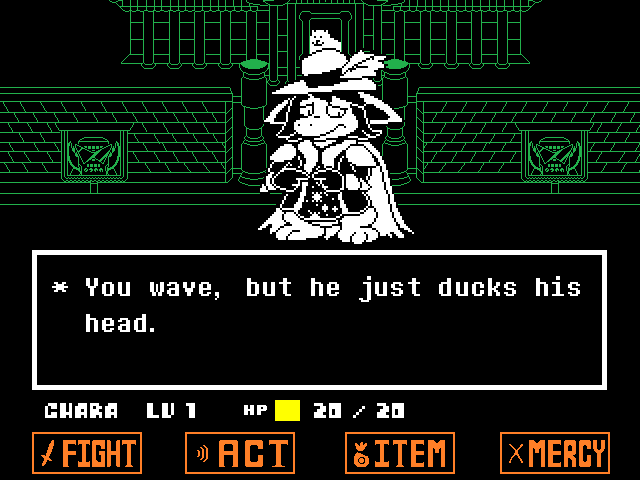 * You wave, but he just ducks his
head.
CHARA LV 1 HP 20 / 20
FIGHT ACT ITEM MERCY